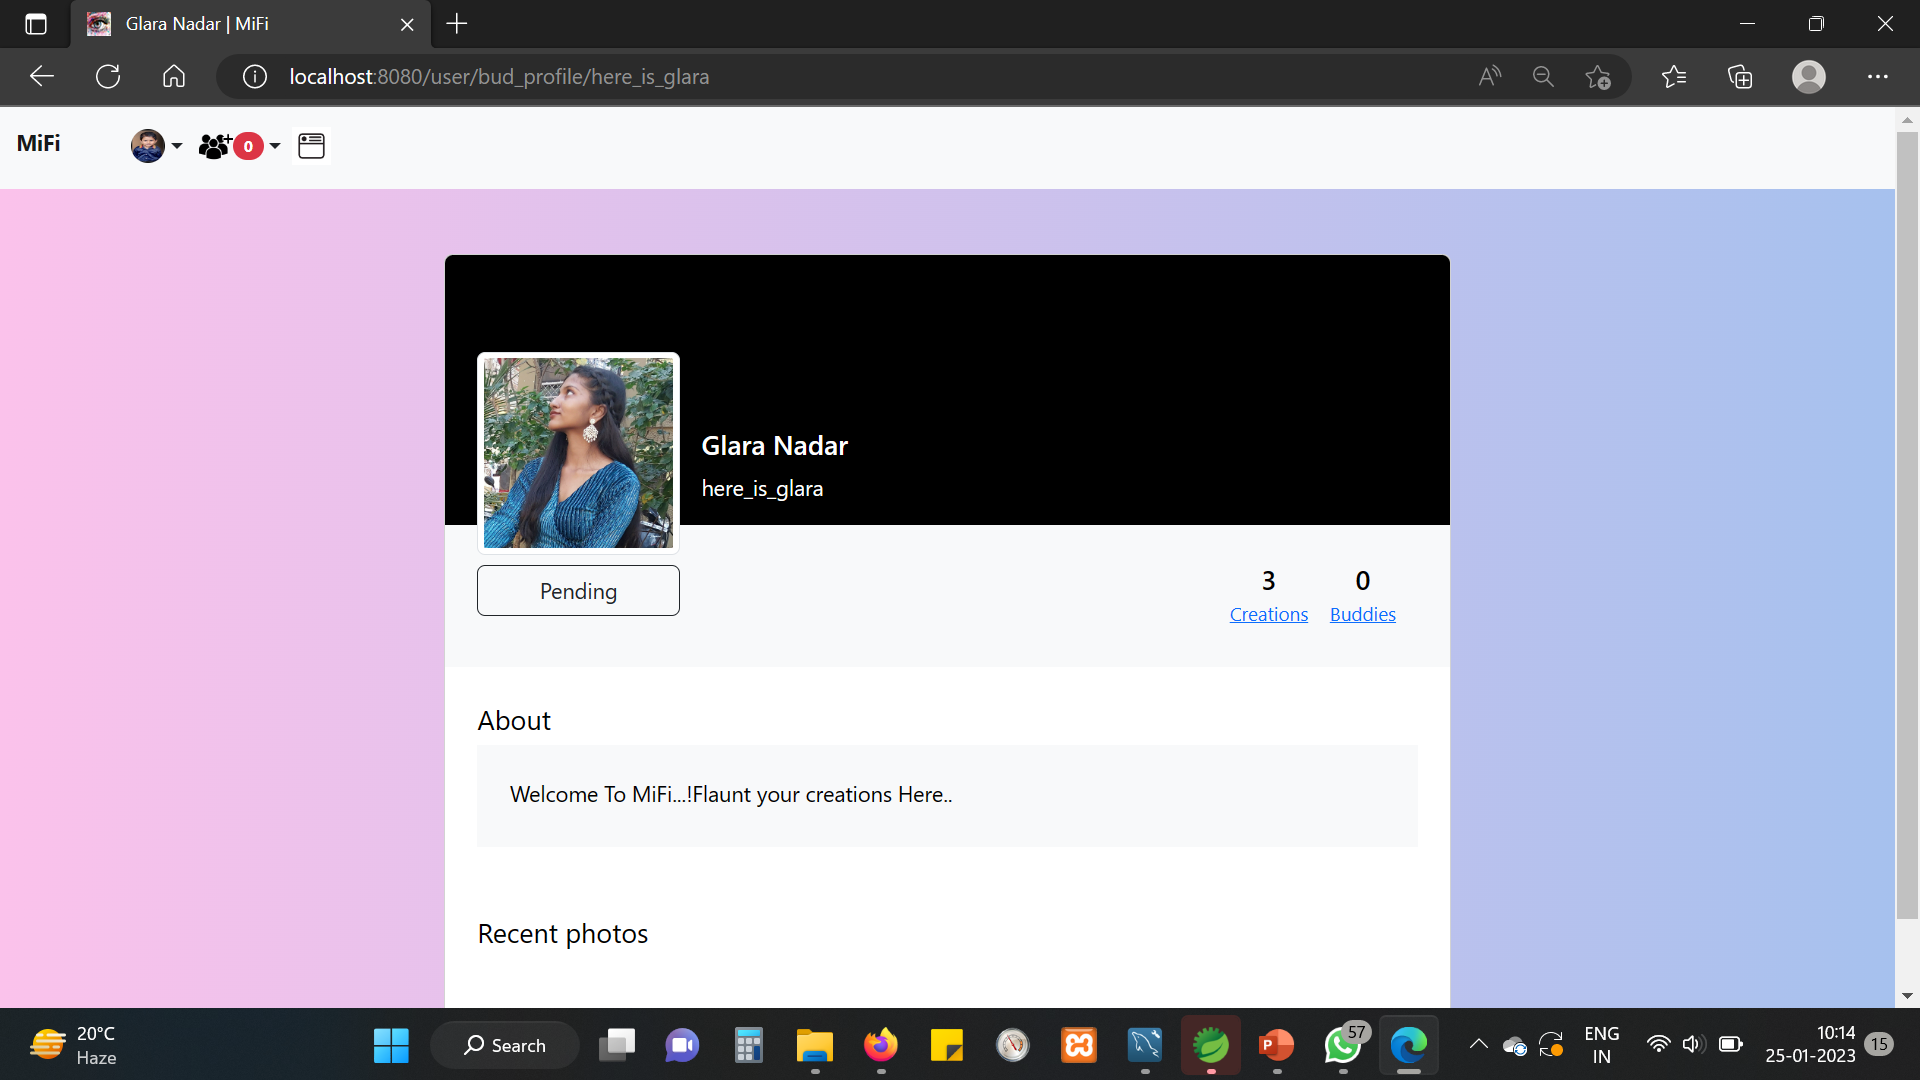 Glara Nadar | MiFi
localhost:8080/user/bud_profile/here_is_glara
MiFi
0
Glara Nadar
here_is_glara
Pending
3
0
Creations
Buddies
About
Welcome To MiFi...!Flaunt your creations Here..
Recent photos
20°C
Haze
Search
57
ENG
IN
10:14
25-01-2023
15